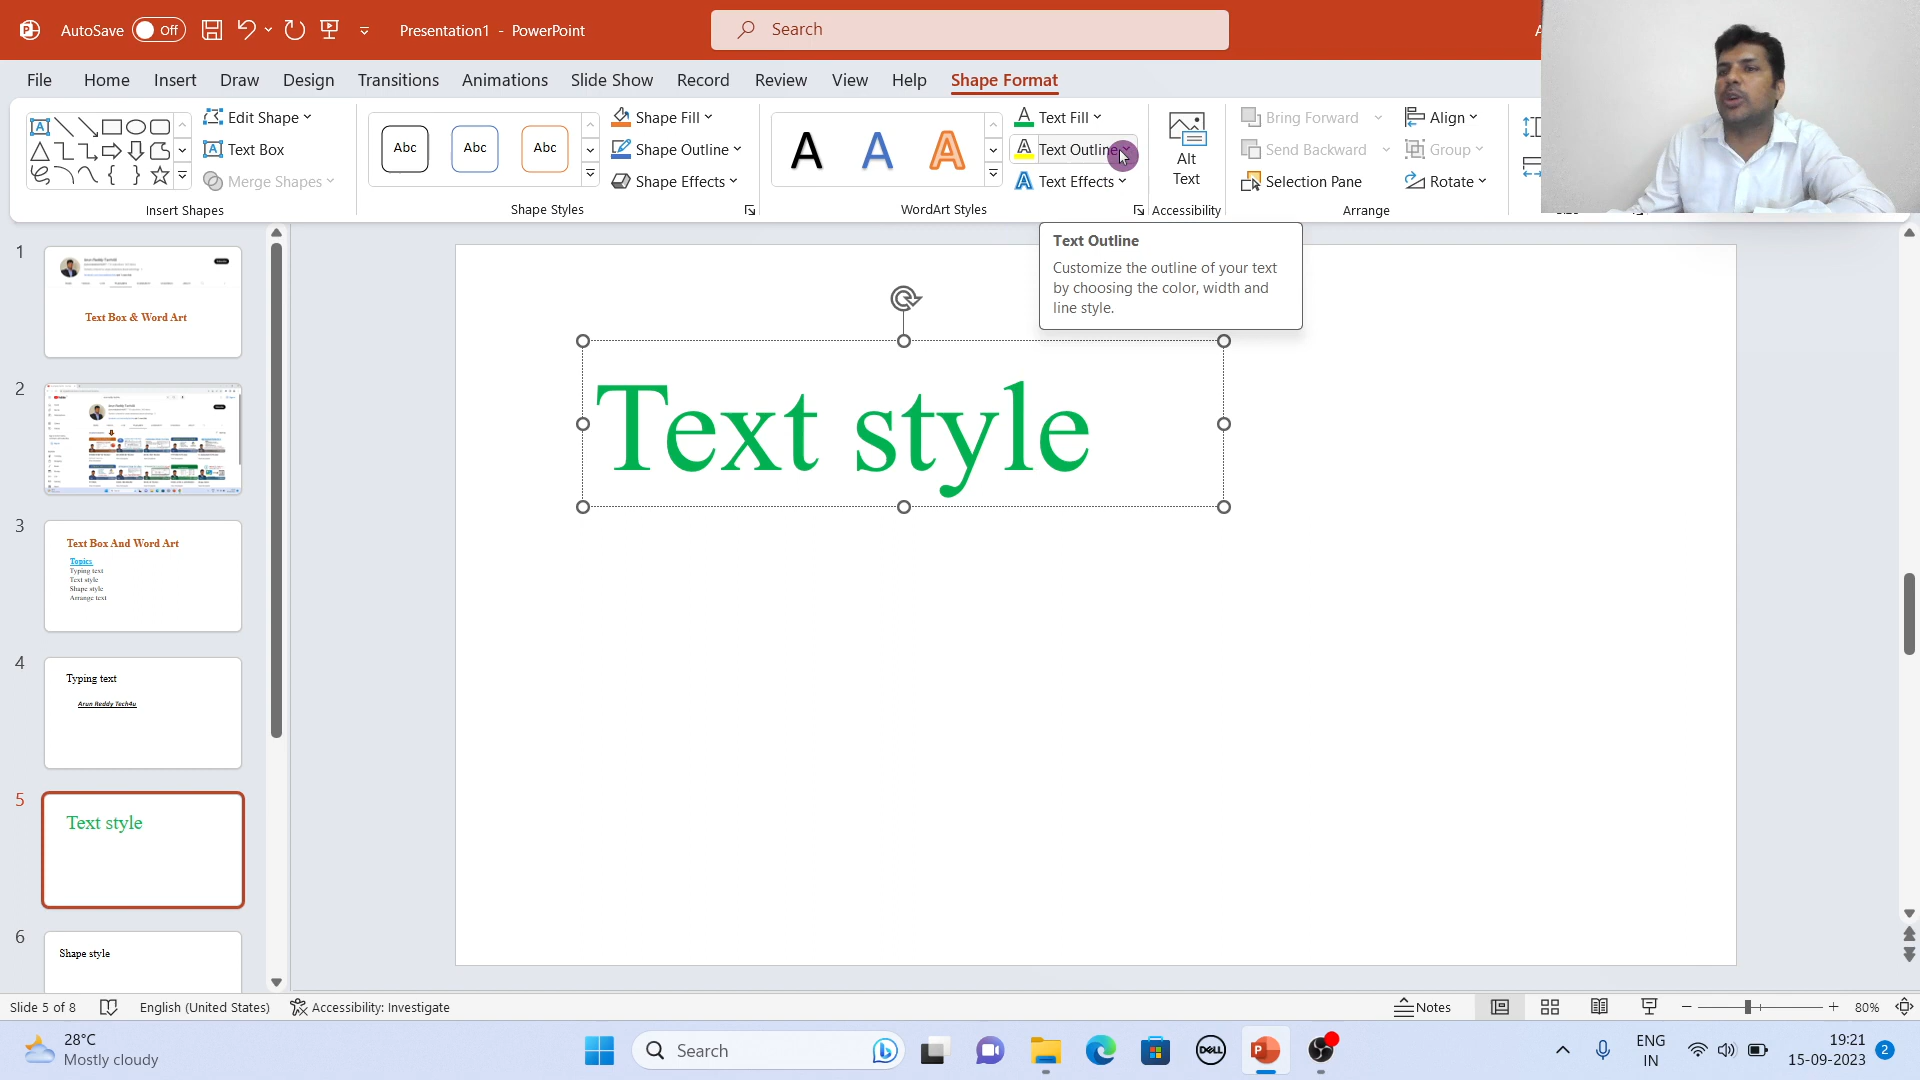 AutoSave Off Presentation1 - PowerPoint Search
File Home Insert Draw Design Transitions Animations Slide Show Record Review View Help Shape Format
Edit Shape
Text Box
Merge Shapes
Insert Shapes
Abc Abc Abc
Shape Fill
Shape Outline
Shape Effects
Shape Styles
A A A
Text Fill
Text Outline
Text Effects
WordArt Styles
Alt
Text
Accessibility
Bring Forward
Send Backward
Selection Pane
Align
Group
Rotate
Arrange
Text Outline
Customize the outline of your text
by choosing the color, width and
line style.
1
Text Box & Word Art
2
3
Text Box And Word Art
Topics
Typing text
Text style
Shape style
Arrange text
4
Typing text
Arun Reddy Tech4u
5
Text style
6
Shape style
Text style
Slide 5 of 8 English (United States) Accessibility: Investigate Notes 80%
28°C
Mostly cloudy
Search
DELL
ENG
IN
19:21
15-09-2023
2